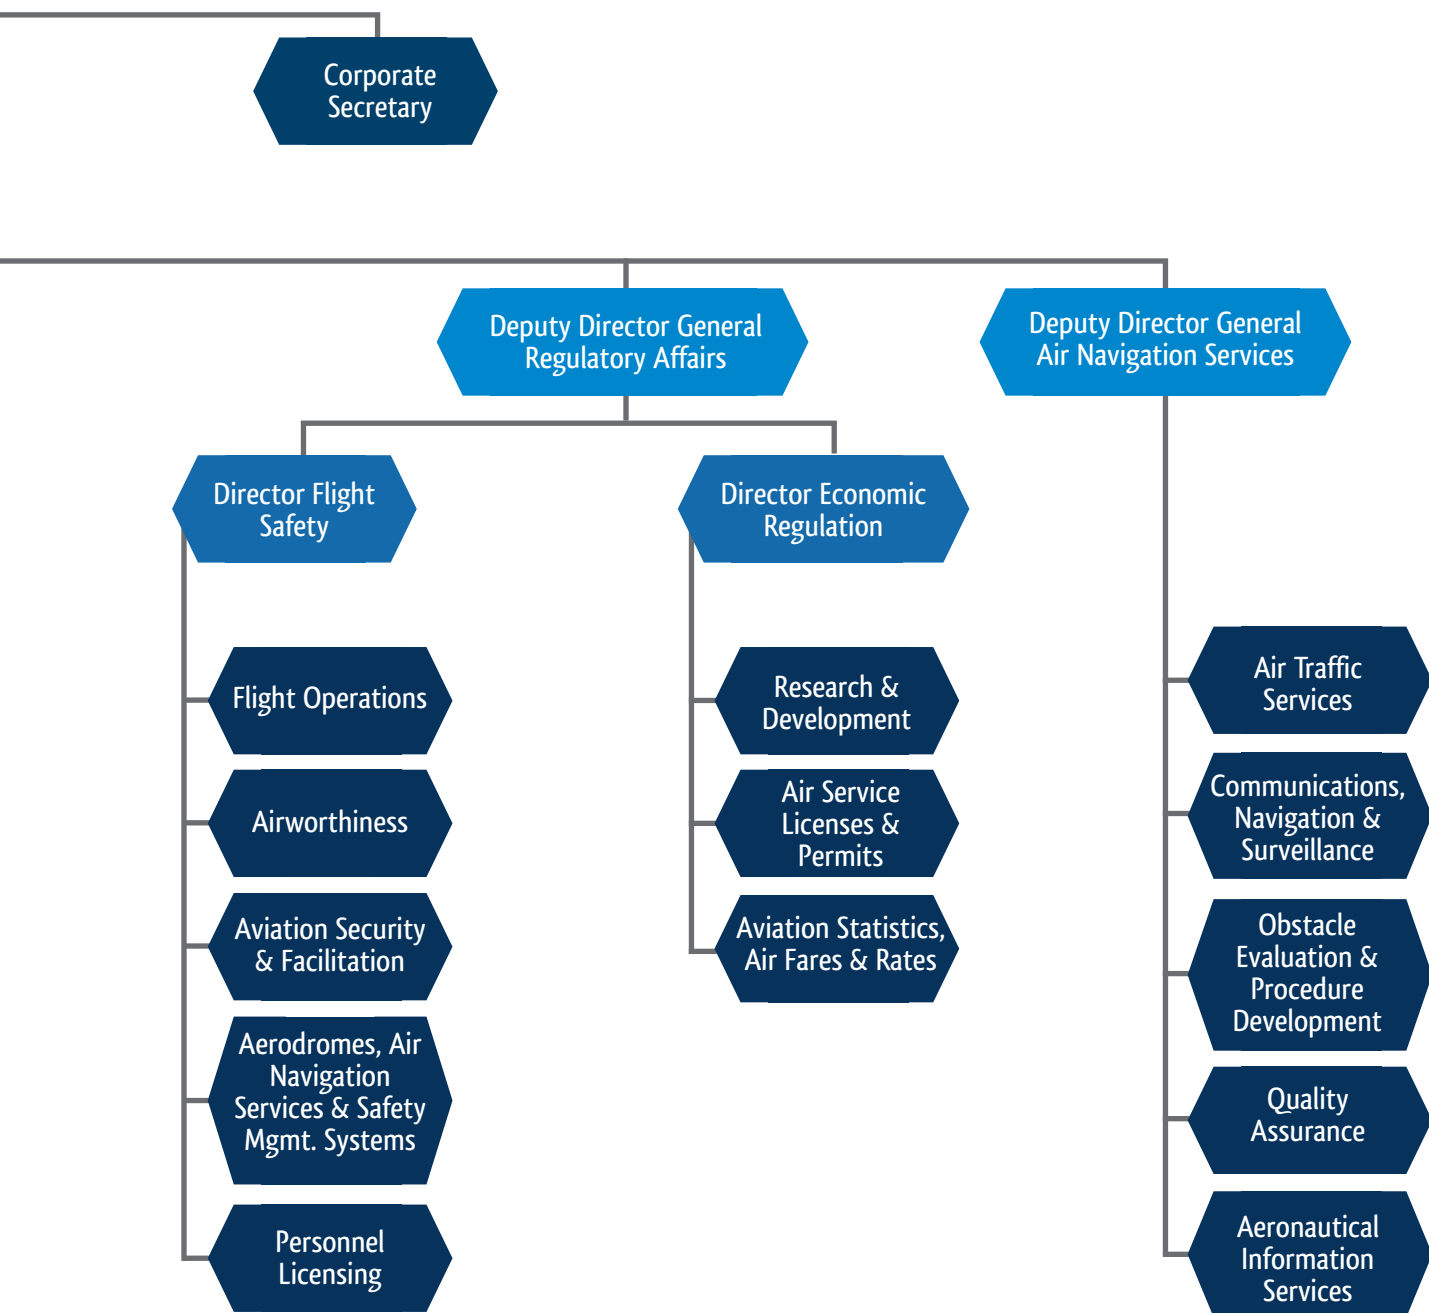 Corporate
Secretary
Deputy Director General
Regulatory Affairs
Deputy Director General
Air Navigation Services
Director Flight
Safety
Director Economic
Regulation
Flight Operations
Airworthiness
Aviation Security
& Facilitation
Aerodromes, Air
Navigation
Services & Safety
Mgmt. Systems
Personnel
Licensing
Research &
Development
Air Service
Licenses &
Permits
Aviation Statistics,
Air Fares & Rates
Air Traffic
Services
Communications,
Navigation &
Surveillance
Obstacle
Evaluation &
Procedure
Development
Quality
Assurance
Aeronautical
Information
Services